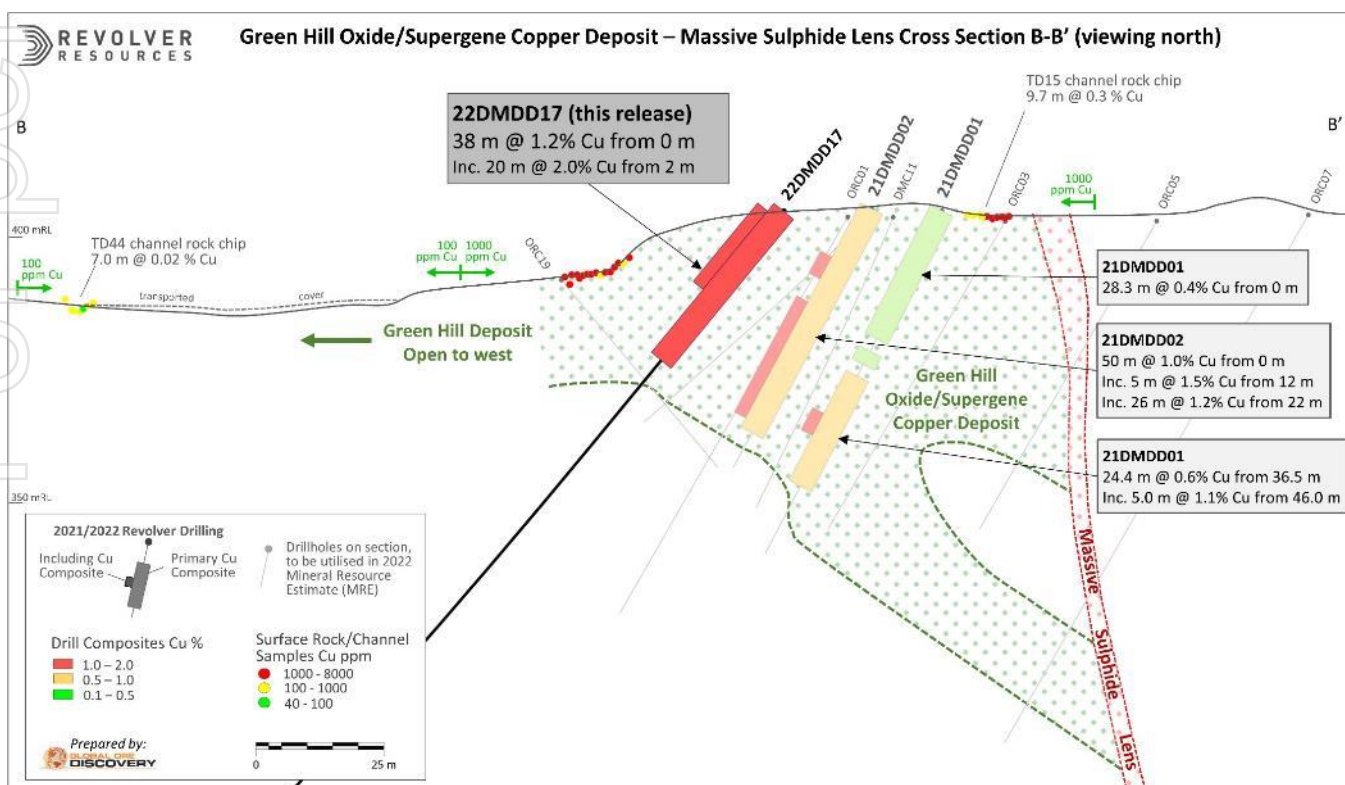 REVOLVER
RESOURCES
Green Hill Oxide/Supergene Copper Deposit – Massive Sulphide Lens Cross Section B-B' (viewing north)
TD15 channel rock chip
9.7 m @ 0.3 % Cu
22DMDD17 (this release)
38 m @ 1.2% Cu from 0 m
Inc. 20 m @ 2.0% Cu from 2 m
B
B'
22DMDD17
ORC01
21DMDD02
DMC11
21DMDD01
ORC03
1000
ppm Cu
ORC05
ORC07
400 mRL
TD44 channel rock chip
7.0 m @ 0.02 % Cu
100
ppm Cu
100
ppm Cu
1000
ppm Cu
ORC19
transported
cover
Green Hill Deposit
Open to west
21DMDD01
28.3 m @ 0.4% Cu from 0 m
21DMDD02
50 m @ 1.0% Cu from 0 m
Inc. 5 m @ 1.5% Cu from 12 m
Inc. 26 m @ 1.2% Cu from 22 m
Green Hill
Oxide/Supergene
Copper Deposit
21DMDD01
24.4 m @ 0.6% Cu from 36.5 m
Inc. 5.0 m @ 1.1% Cu from 46.0 m
350 mRL
Massive
Sulphide
Lens
2021/2022 Revolver Drilling
Including Cu
Composite
Primary Cu
Composite
Drillholes on section,
to be utilised in 2022
Mineral Resource
Estimate (MRE)
Drill Composites Cu %
1.0 – 2.0
0.5 – 1.0
0.1 – 0.5
Surface Rock/Channel
Samples Cu ppm
1000 - 8000
100 - 1000
40 - 100
Prepared by:
GLOBAL ORE
DISCOVERY
0
25 m